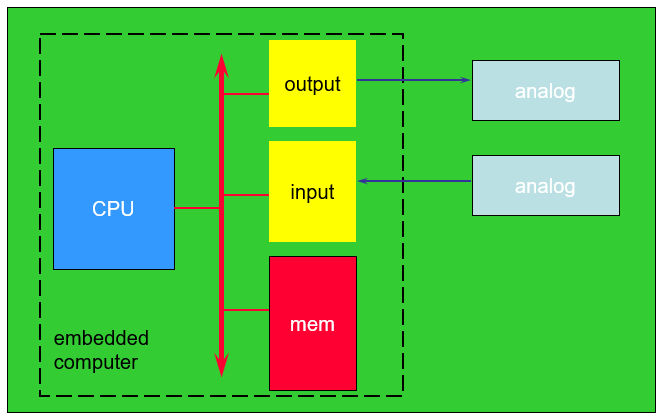 output
analog
input
analog
CPU
mem
embedded
computer